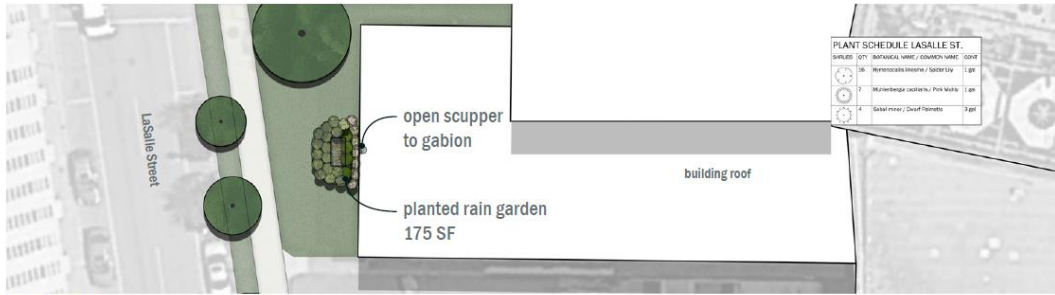 PLANT SCHEDULE LASALLE ST.
SHRUBS QTY BOTANICAL NAME / COMMON NAME CONT
16 Hymenocallis liriosme / Spider Lily 1 gal
7 Muhlenbergia capillaris / Pink Muhly 1 gal
4 Sabal minor / Dwarf Palmetto 3 gal
LaSalle Street
open scupper
to gabion
building roof
planted rain garden
175 SF